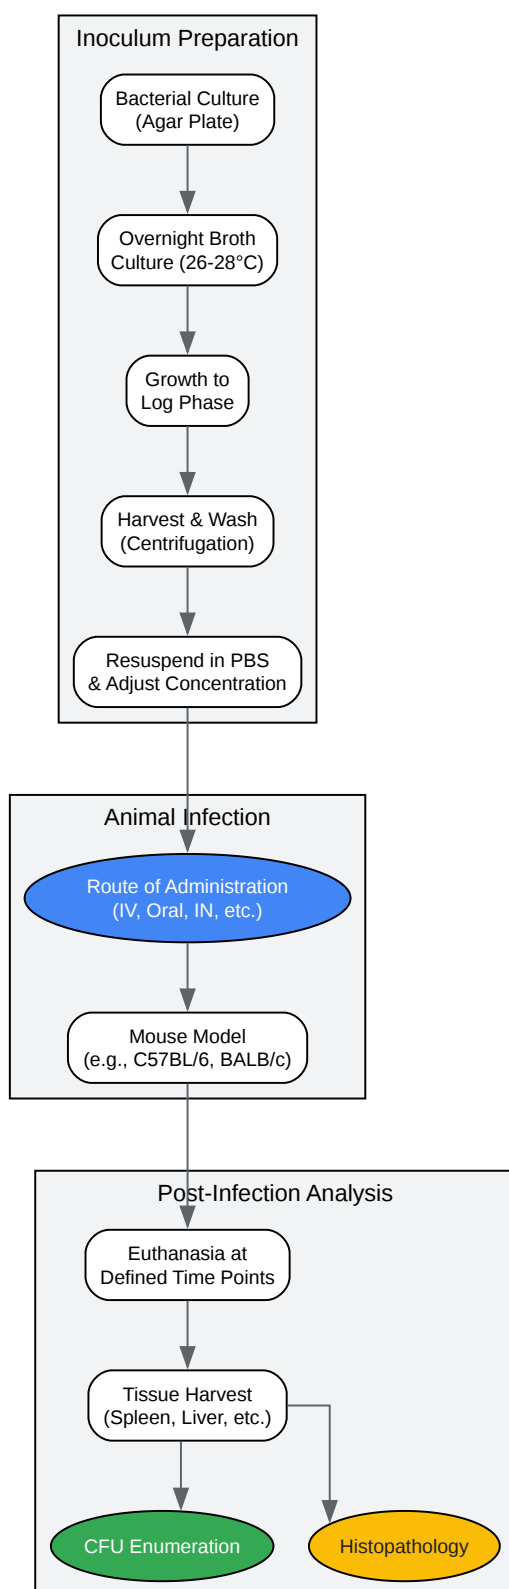 Inoculum Preparation
Bacterial Culture
(Agar Plate)
Overnight Broth
Culture (26-28°C)
Growth to
Log Phase
Harvest & Wash
(Centrifugation)
Resuspend in PBS
& Adjust Concentration
Animal Infection
Route of Administration
(IV, Oral, IN, etc.)
Mouse Model
(e.g., C57BL/6, BALB/c)
Post-Infection Analysis
Euthanasia at
Defined Time Points
Tissue Harvest
(Spleen, Liver, etc.)
CFU Enumeration
Histopathology